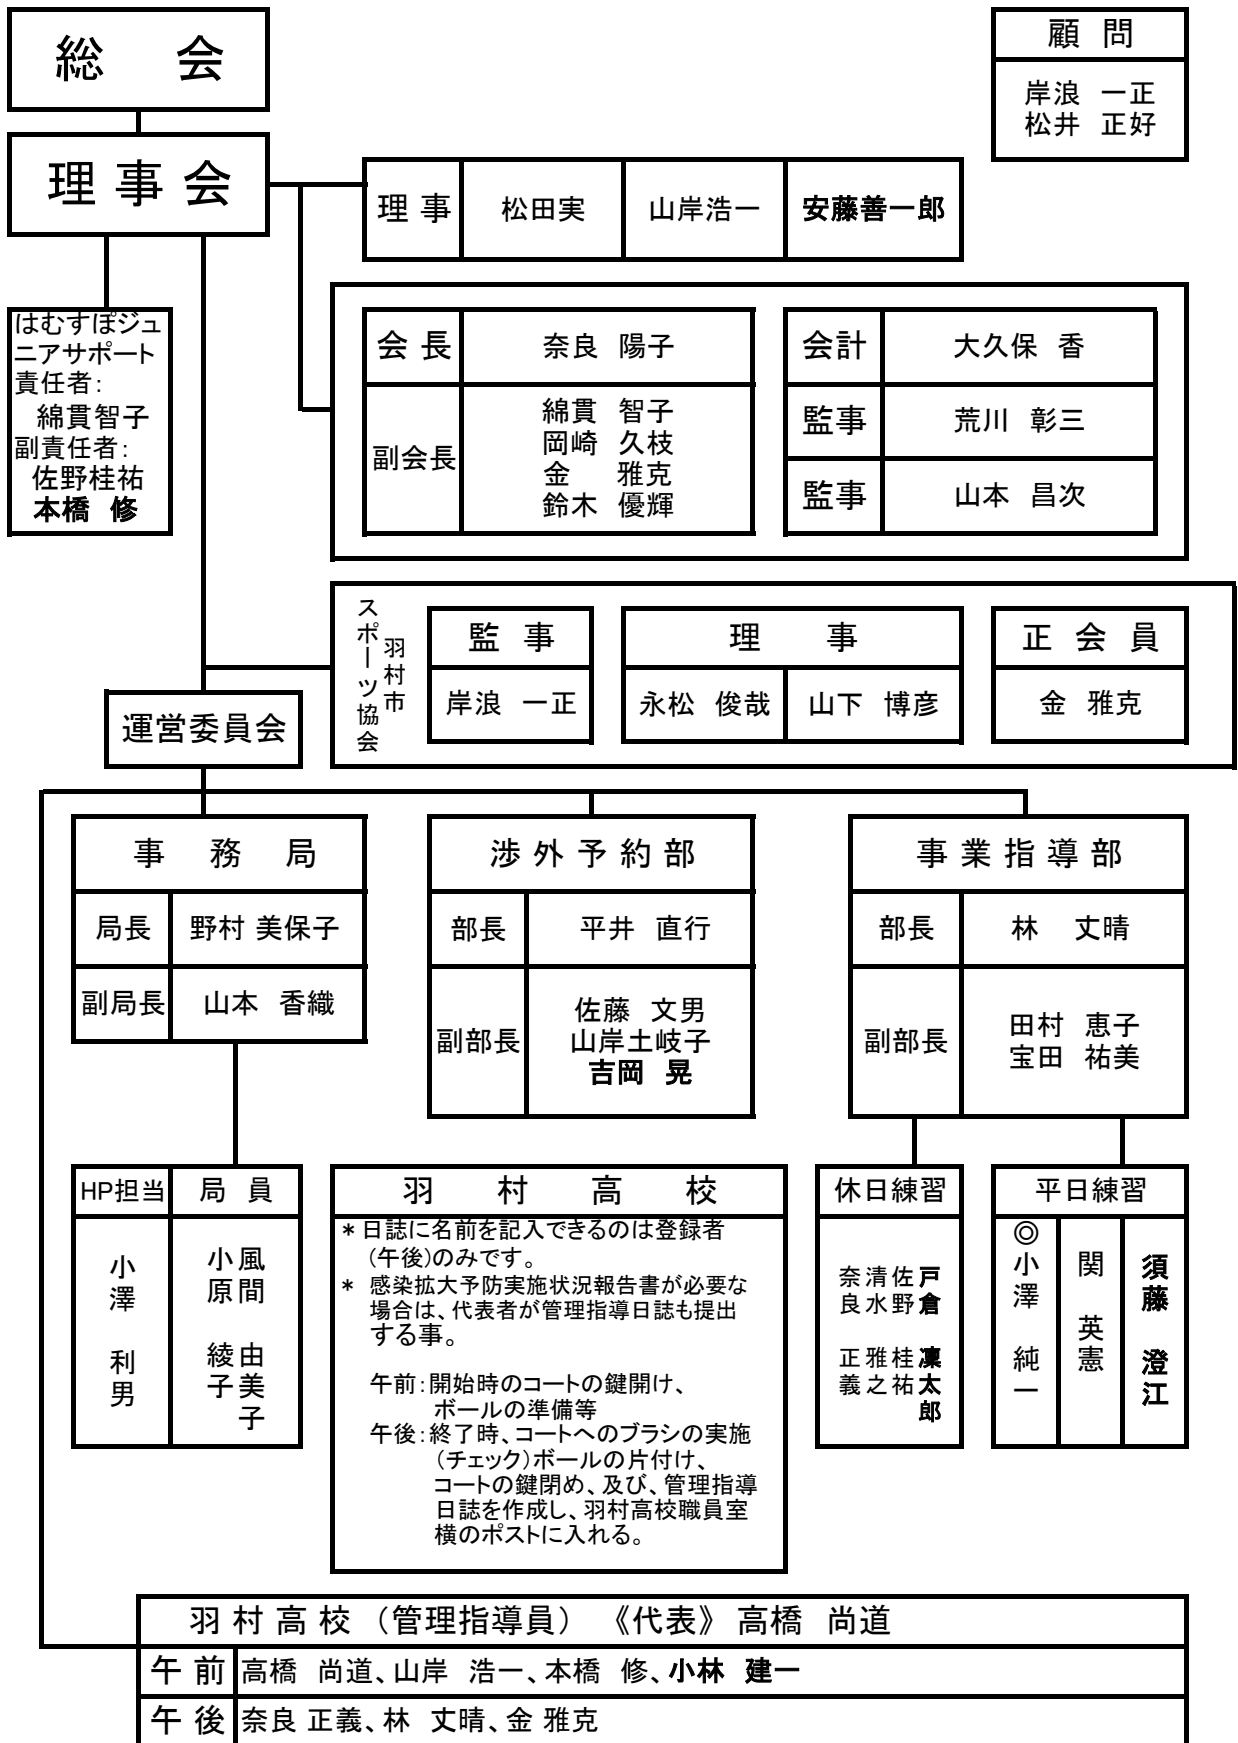 総 会
顧 問
岸浪 一正
松井 正好
理 事 会
理 事 松田実 山岸浩一 安藤善一郎
はむすぽジュ
ニアサポート
責任者：
綿貫智子
副責任者：
佐野桂祐
本橋 修
会 長 奈良 陽子
副会長
綿貫 智子
岡崎 久枝
金 雅克
鈴木 優輝
会計 大久保 香
監事 荒川 彰三
監事 山本 昌次
羽村市
スポーツ協会
監 事
岸浪 一正
理 事
永松 俊哉 山下 博彦
正 会 員
金 雅克
運営委員会
事 務 局
局長 野村 美保子
副局長 山本 香織
渉外予約部
部長 平井 直行
副部長
佐藤 文男
山岸土岐子
吉岡 晃
事業指導部
部長 林 丈晴
副部長
田村 恵子
宝田 祐美
HP担当
小澤 利男
局 員
風間 由美子
小原 綾子
羽 村 高 校
＊日誌に名前を記入できるのは登録者
（午後）のみです。
＊ 感染拡大予防実施状況報告書が必要な
場合は、代表者が管理指導日誌も提出
する事。
午前：開始時のコートの鍵開け、
ボールの準備等
午後：終了時、コートへのブラシの実施
（チェック）ボールの片付け、
コートの鍵閉め、及び、管理指導
日誌を作成し、羽村高校職員室
横のポストに入れる。
休日練習
戸倉 凜太郎
佐野 桂祐
清水 雅之
奈良 正義
平日練習
須藤 澄江
関 英憲
◎小澤 純一
羽 村 高 校 （管理指導員） 《代表》 高橋 尚道
午 前 高橋 尚道、山岸 浩一、本橋 修、小林 建一
午 後 奈良 正義、林 丈晴、金 雅克